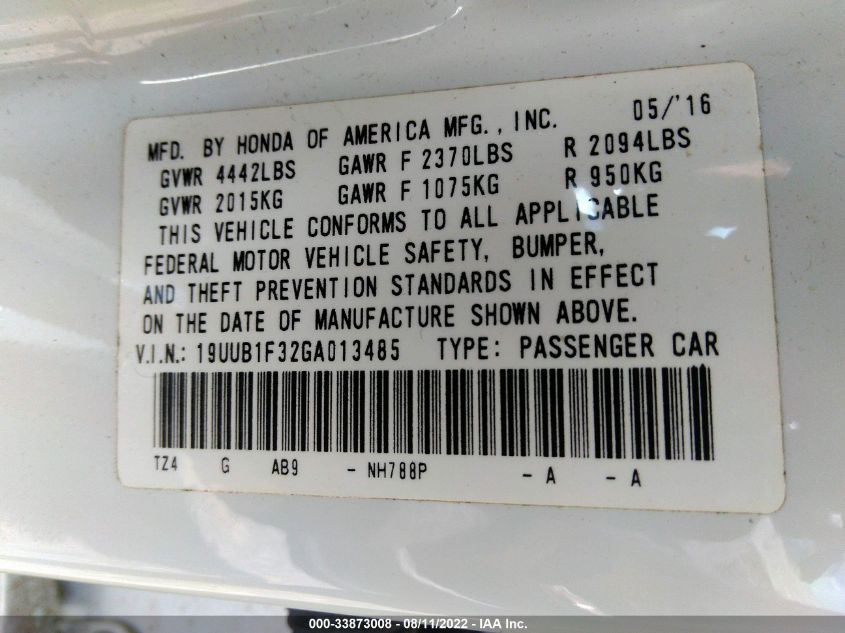 MFD. BY HONDA OF AMERICA MFG., INC. 05/'16
GVWR 4442LBS GAWR F 2370LBS R 2094LBS
GVWR 2015KG GAWR F 1075KG R 950KG
THIS VEHICLE CONFORMS TO ALL APPLICABLE
FEDERAL MOTOR VEHICLE SAFETY, BUMPER,
AND THEFT PREVENTION STANDARDS IN EFFECT
ON THE DATE OF MANUFACTURE SHOWN ABOVE.
V.I.N.: 19UUB1F32GA013485 TYPE: PASSENGER CAR
TZ4 G AB9 - NH788P - A - A
000-33873008 - 08/11/2022 - IAA Inc.